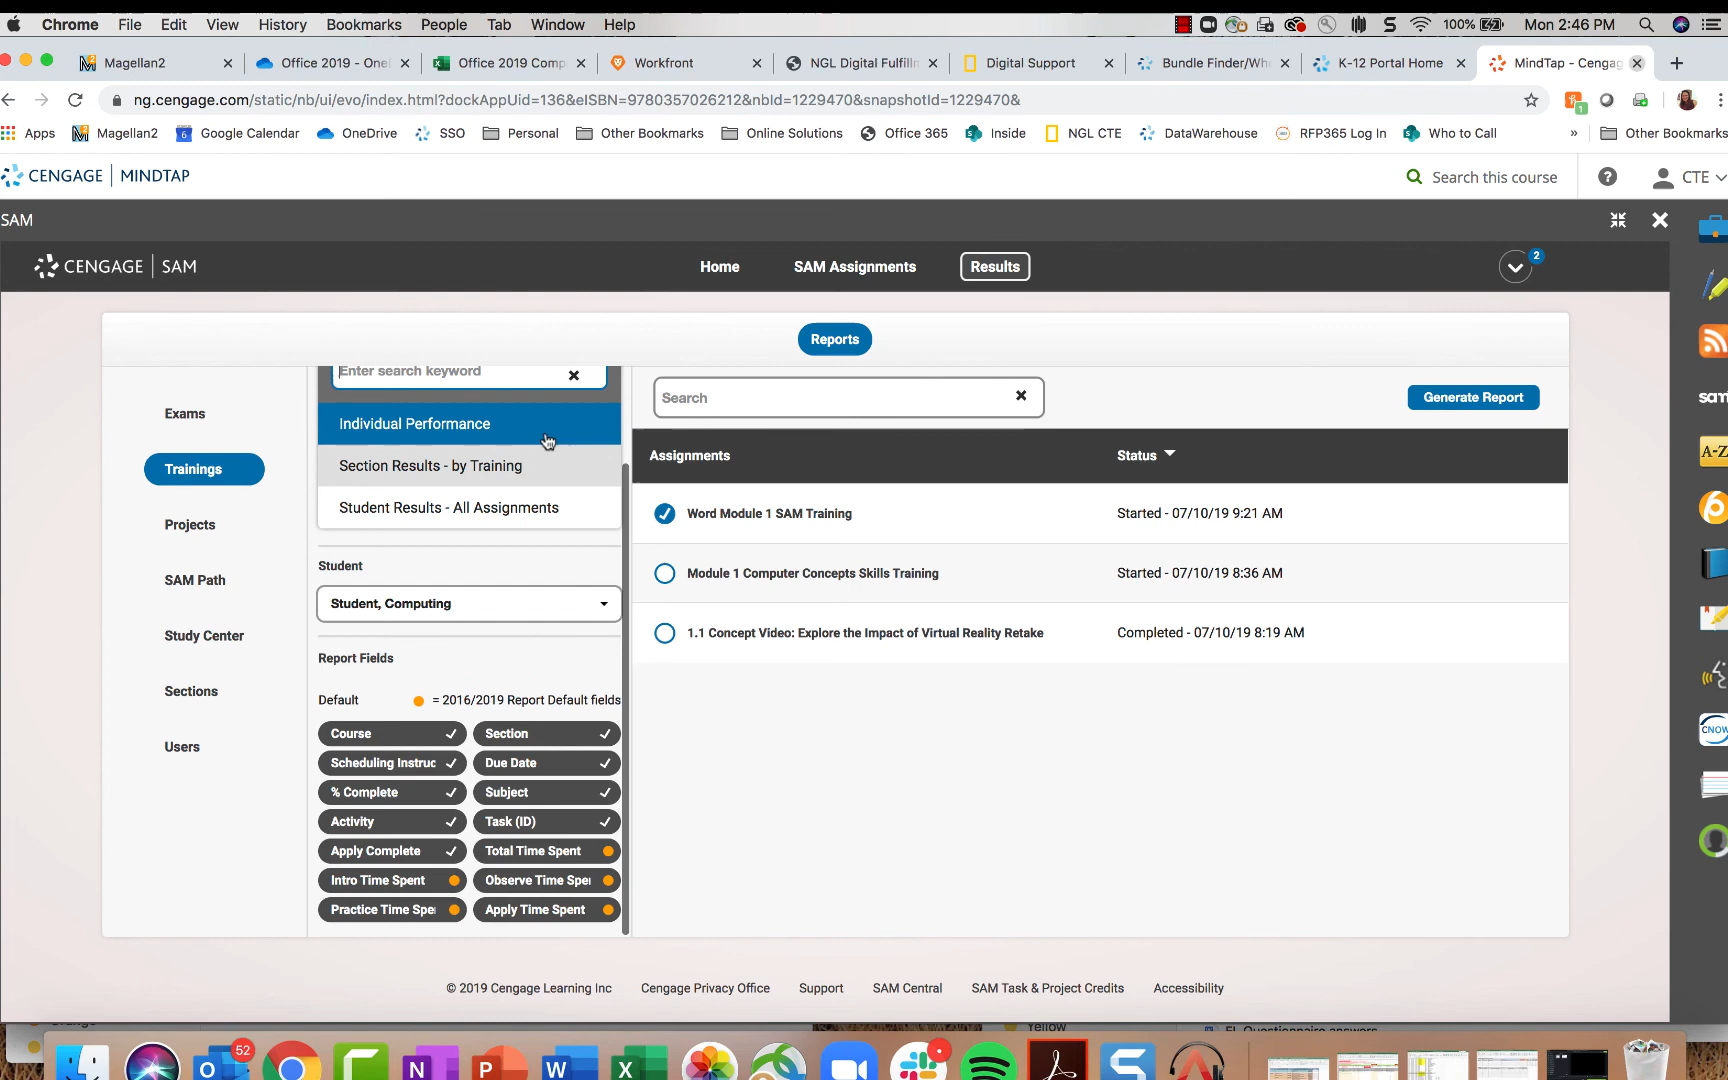 Chrome File Edit View History Bookmarks People Tab Window Help 100% Mon 2:46 PM
Magellan2 Office 2019 - One Office 2019 Comp Workfront NGL Digital Fulfill Digital Support Bundle Finder/Wh K-12 Portal Home MindTap - Cengag
ng.cengage.com/static/nb/ui/evo/index.html?dockAppUid=136&eISBN=9780357026212&nbId=1229470&snapshotId=1229470&
1
Apps Magellan2 6 Google Calendar OneDrive SSO Personal Other Bookmarks Online Solutions Office 365 Inside NGL CTE DataWarehouse RFP365 Log In Who to Call » Other Bookmarks
CENGAGE | MINDTAP Search this course ? CTE
SAM
CENGAGE | SAM Home SAM Assignments Results 2
Reports
Enter search keyword
Search
Generate Report
Exams
Trainings
Projects
SAM Path
Study Center
Sections
Users
Individual Performance
Section Results - by Training
Student Results - All Assignments
Student
Student, Computing
Report Fields
Default = 2016/2019 Report Default fields
Course Section
Scheduling Instruc Due Date
% Complete Subject
Activity Task (ID)
Apply Complete Total Time Spent
Intro Time Spent Observe Time Spe
Practice Time Spe Apply Time Spent
Assignments Status
Word Module 1 SAM Training Started - 07/10/19 9:21 AM
Module 1 Computer Concepts Skills Training Started - 07/10/19 8:36 AM
1.1 Concept Video: Explore the Impact of Virtual Reality Retake Completed - 07/10/19 8:19 AM
sam
A-Z
CNOW
© 2019 Cengage Learning Inc Cengage Privacy Office Support SAM Central SAM Task & Project Credits Accessibility
Yellow
52